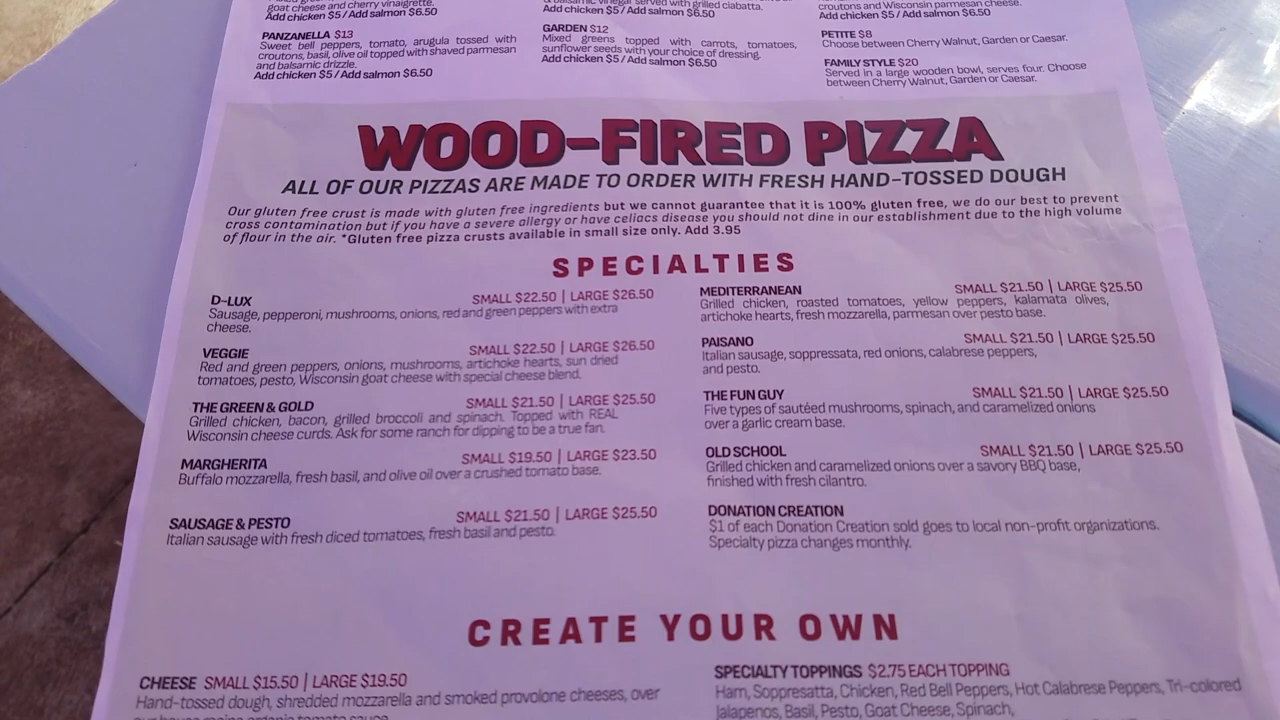 goat cheese and cherry vinaigrette.
Add chicken $5 / Add salmon $6.50
PANZANELLA $13
Sweet bell peppers, tomato, arugula tossed with
croutons, basil, olive oil topped with shaved parmesan
and balsamic drizzle.
Add chicken $5 / Add salmon $6.50
& balsamic vinegar served with grilled ciabatta.
Add chicken $5 / Add salmon $6.50
GARDEN $12
Mixed greens topped with carrots, tomatoes,
sunflower seeds with your choice of dressing.
Add chicken $5 / Add salmon $6.50
croutons and Wisconsin parmesan cheese.
Add chicken $5 / Add salmon $6.50
PETITE $8
Choose between Cherry Walnut, Garden or Caesar.
FAMILY STYLE $20
Served in a large wooden bowl, serves four. Choose
between Cherry Walnut, Garden or Caesar.
WOOD-FIRED PIZZA
ALL OF OUR PIZZAS ARE MADE TO ORDER WITH FRESH HAND-TOSSED DOUGH
Our gluten free crust is made with gluten free ingredients but we cannot guarantee that it is 100% gluten free, we do our best to prevent
cross contamination but if you have a severe allergy or have celiacs disease you should not dine in our establishment due to the high volume
of flour in the air. *Gluten free pizza crusts available in small size only. Add 3.95
SPECIALTIES
D-LUX SMALL $22.50 | LARGE $26.50
Sausage, pepperoni, mushrooms, onions, red and green peppers with extra
cheese.
VEGGIE SMALL $22.50 | LARGE $26.50
Red and green peppers, onions, mushrooms, artichoke hearts, sun dried
tomatoes, pesto, Wisconsin goat cheese with special cheese blend.
THE GREEN & GOLD SMALL $21.50 | LARGE $25.50
Grilled chicken, bacon, grilled broccoli and spinach. Topped with REAL
Wisconsin cheese curds. Ask for some ranch for dipping to be a true fan.
MARGHERITA SMALL $19.50 | LARGE $23.50
Buffalo mozzarella, fresh basil, and olive oil over a crushed tomato base.
SAUSAGE & PESTO SMALL $21.50 | LARGE $25.50
Italian sausage with fresh diced tomatoes, fresh basil and pesto.
MEDITERRANEAN SMALL $21.50 | LARGE $25.50
Grilled chicken, roasted tomatoes, yellow peppers, kalamata olives,
artichoke hearts, fresh mozzarella, parmesan over pesto base.
PAISANO SMALL $21.50 | LARGE $25.50
Italian sausage, soppressata, red onions, calabrese peppers,
and pesto.
THE FUN GUY SMALL $21.50 | LARGE $25.50
Five types of sautéed mushrooms, spinach, and caramelized onions
over a garlic cream base.
OLD SCHOOL SMALL $21.50 | LARGE $25.50
Grilled chicken and caramelized onions over a savory BBQ base,
finished with fresh cilantro.
DONATION CREATION
$1 of each Donation Creation sold goes to local non-profit organizations.
Specialty pizza changes monthly.
CREATE YOUR OWN
CHEESE SMALL $15.50 | LARGE $19.50
Hand-tossed dough, shredded mozzarella and smoked provolone cheeses, over
our house recipe organic tomato sauce.
SPECIALTY TOPPINGS $2.75 EACH TOPPING
Ham, Soppresatta, Chicken, Red Bell Peppers, Hot Calabrese Peppers, Tri-colored
Jalapenos, Basil, Pesto, Goat Cheese, Spinach,